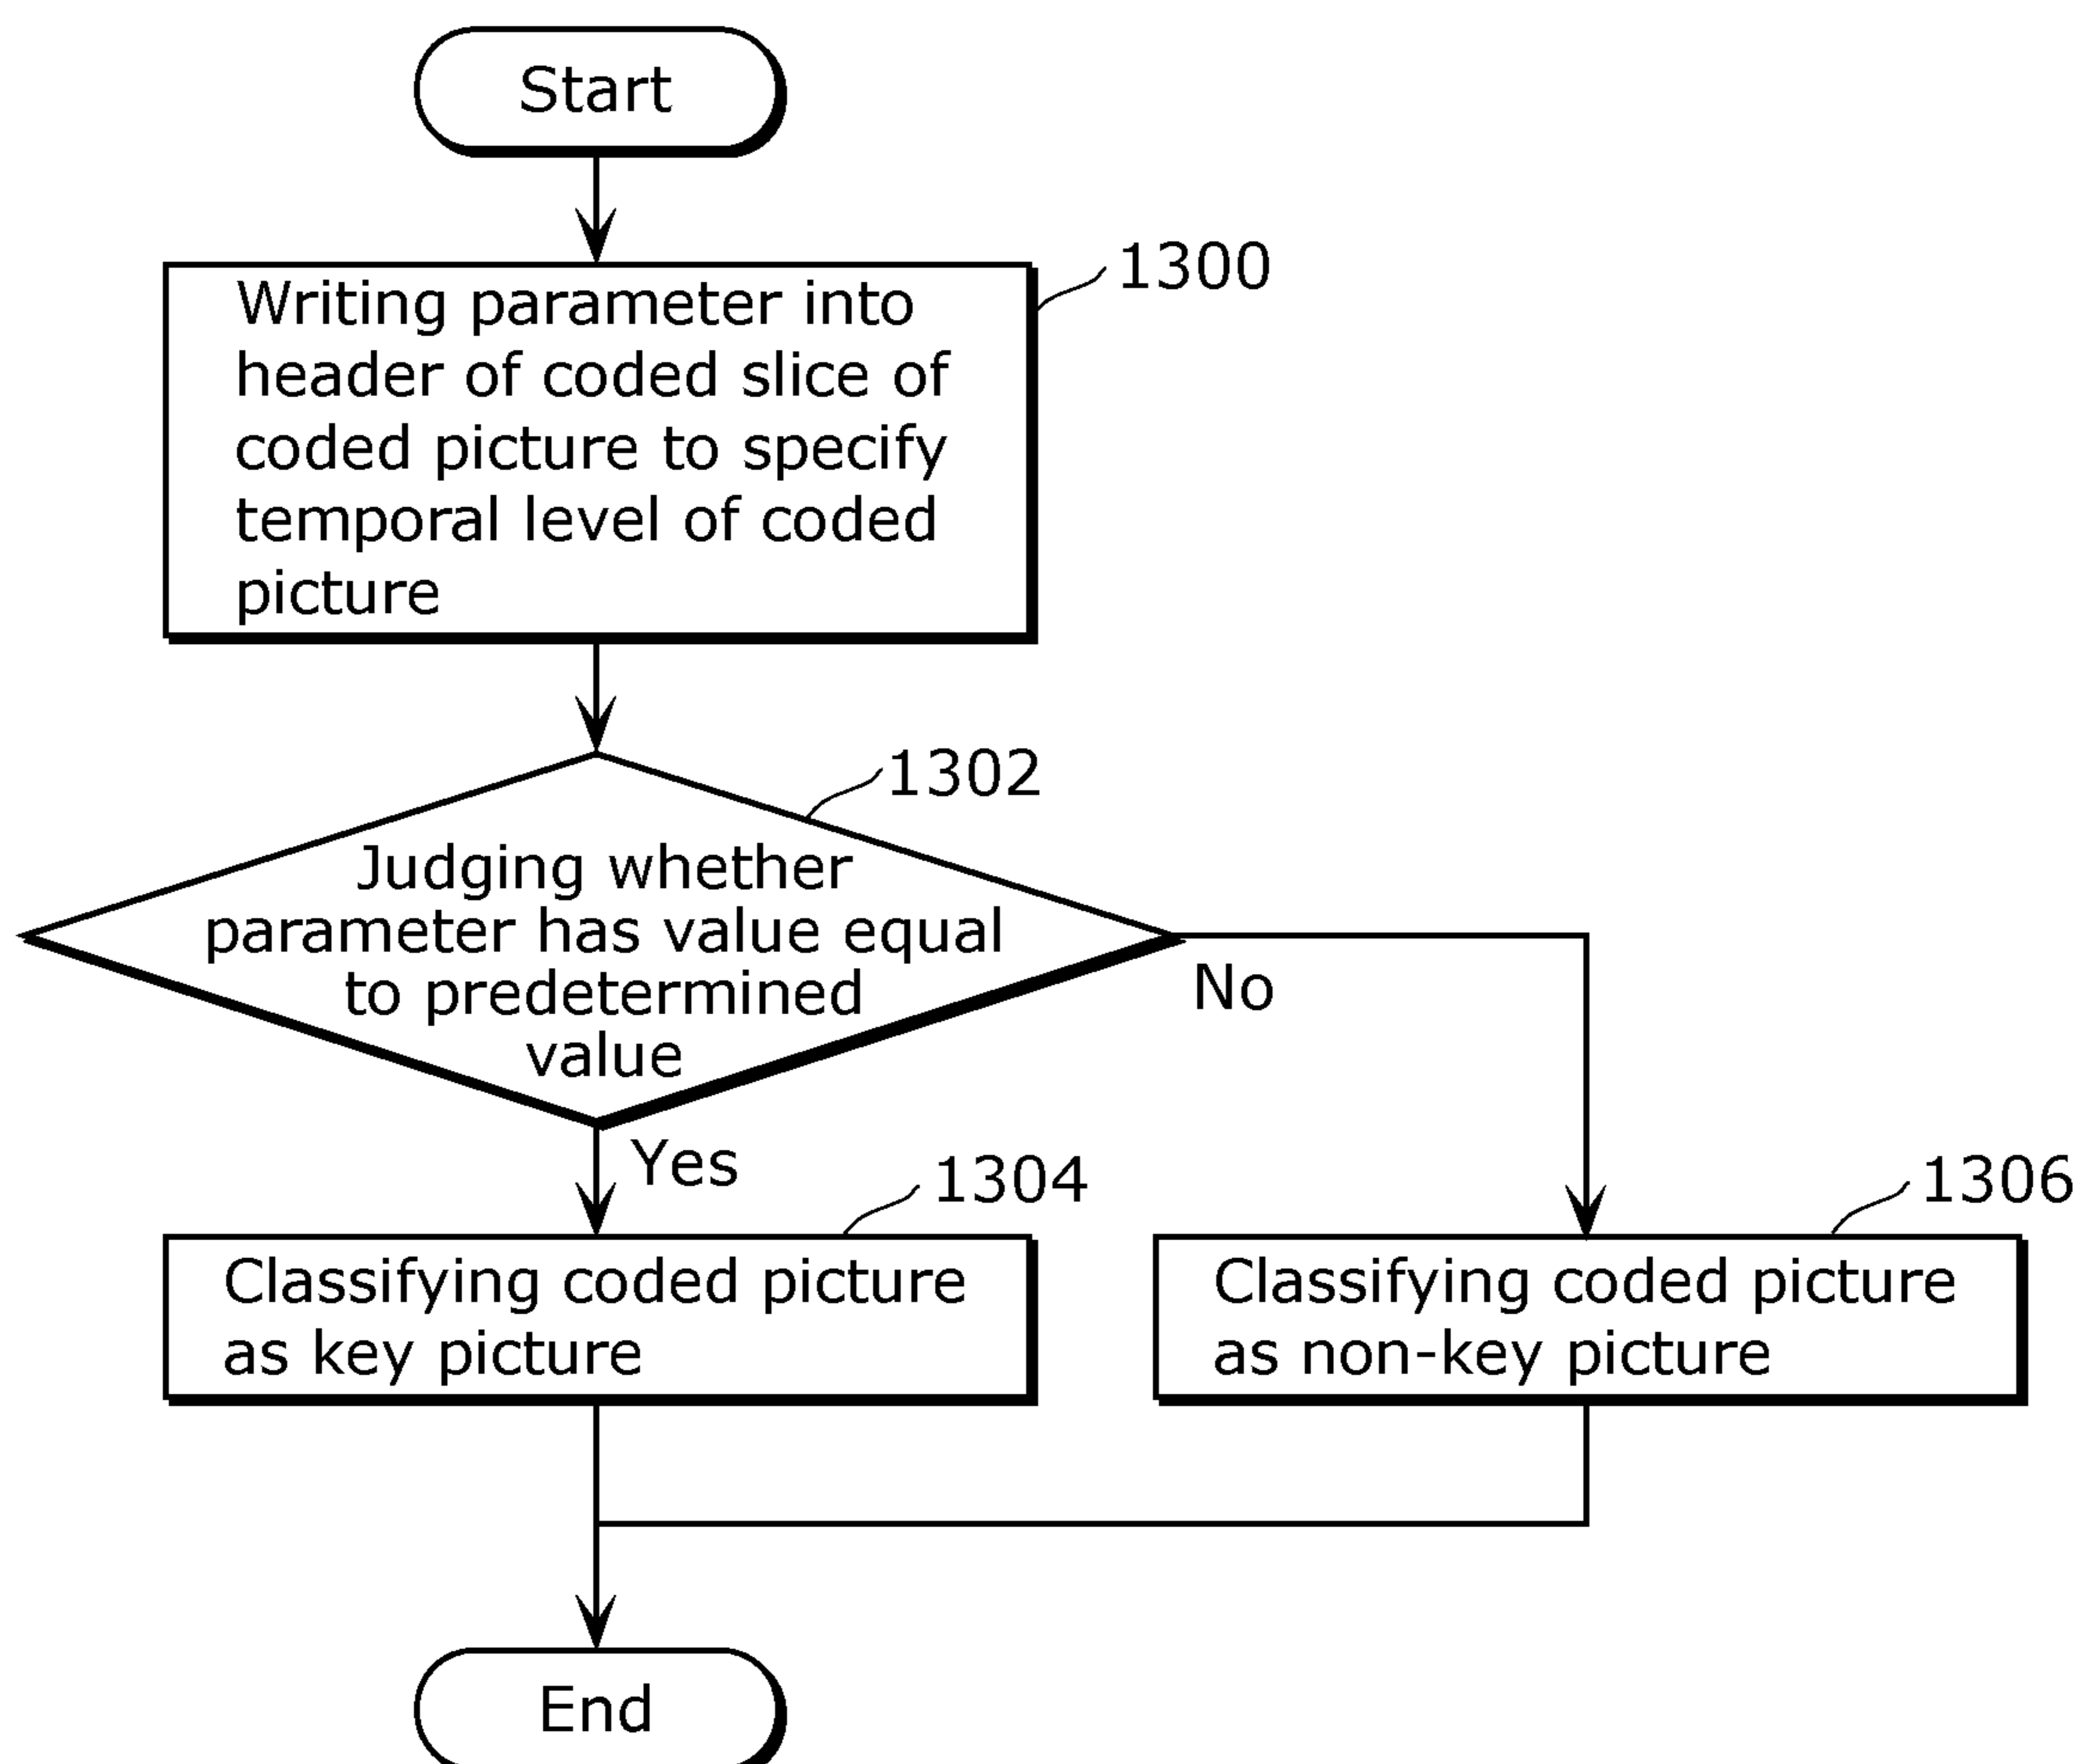 Start
1300
Writing parameter into
header of coded slice of
coded picture to specify
temporal level of coded
picture
1302
Judging whether
parameter has value equal
to predetermined
value
No
Yes
1304
1306
Classifying coded picture
as key picture
Classifying coded picture
as non-key picture
End